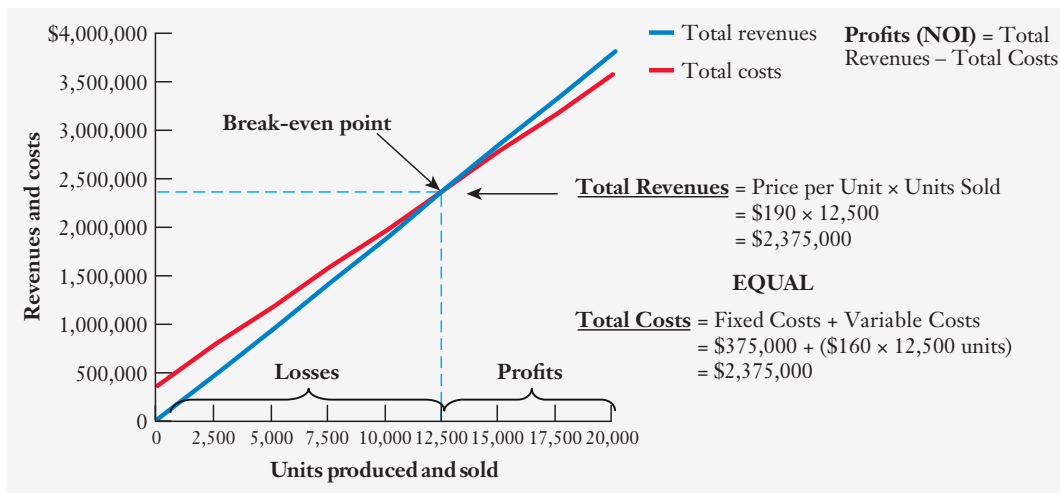 $4,000,000
3,500,000
3,000,000
2,500,000
2,000,000
1,500,000
1,000,000
500,000
0
Revenues and costs
Total revenues
Total costs
Profits (NOI) = Total
Revenues – Total Costs
Break-even point
Total Revenues = Price per Unit × Units Sold
= $190 × 12,500
= $2,375,000
EQUAL
Total Costs = Fixed Costs + Variable Costs
= $375,000 + ($160 × 12,500 units)
= $2,375,000
Losses
Profits
0 2,500 5,000 7,500 10,000 12,500 15,000 17,500 20,000
Units produced and sold